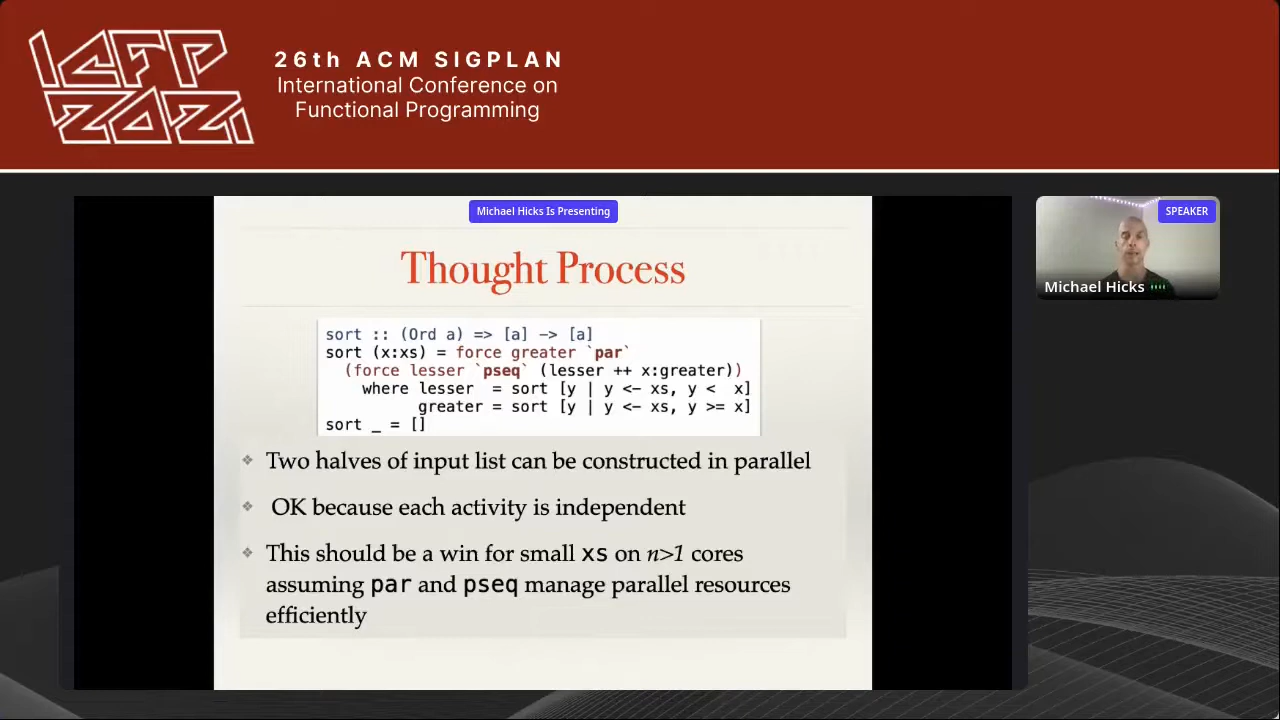 ICFP
2021
26th ACM SIGPLAN
International Conference on
Functional Programming
Michael Hicks Is Presenting
SPEAKER
Michael Hicks
Thought Process
sort :: (Ord a) => [a] -> [a]
sort (x:xs) = force greater `par`
(force lesser `pseq` (lesser ++ x:greater))
where lesser = sort [y | y <- xs, y < x]
greater = sort [y | y <- xs, y >= x]
sort _ = []
❖ Two halves of input list can be constructed in parallel
❖ OK because each activity is independent
❖ This should be a win for small xs on n>1 cores
assuming par and pseq manage parallel resources
efficiently